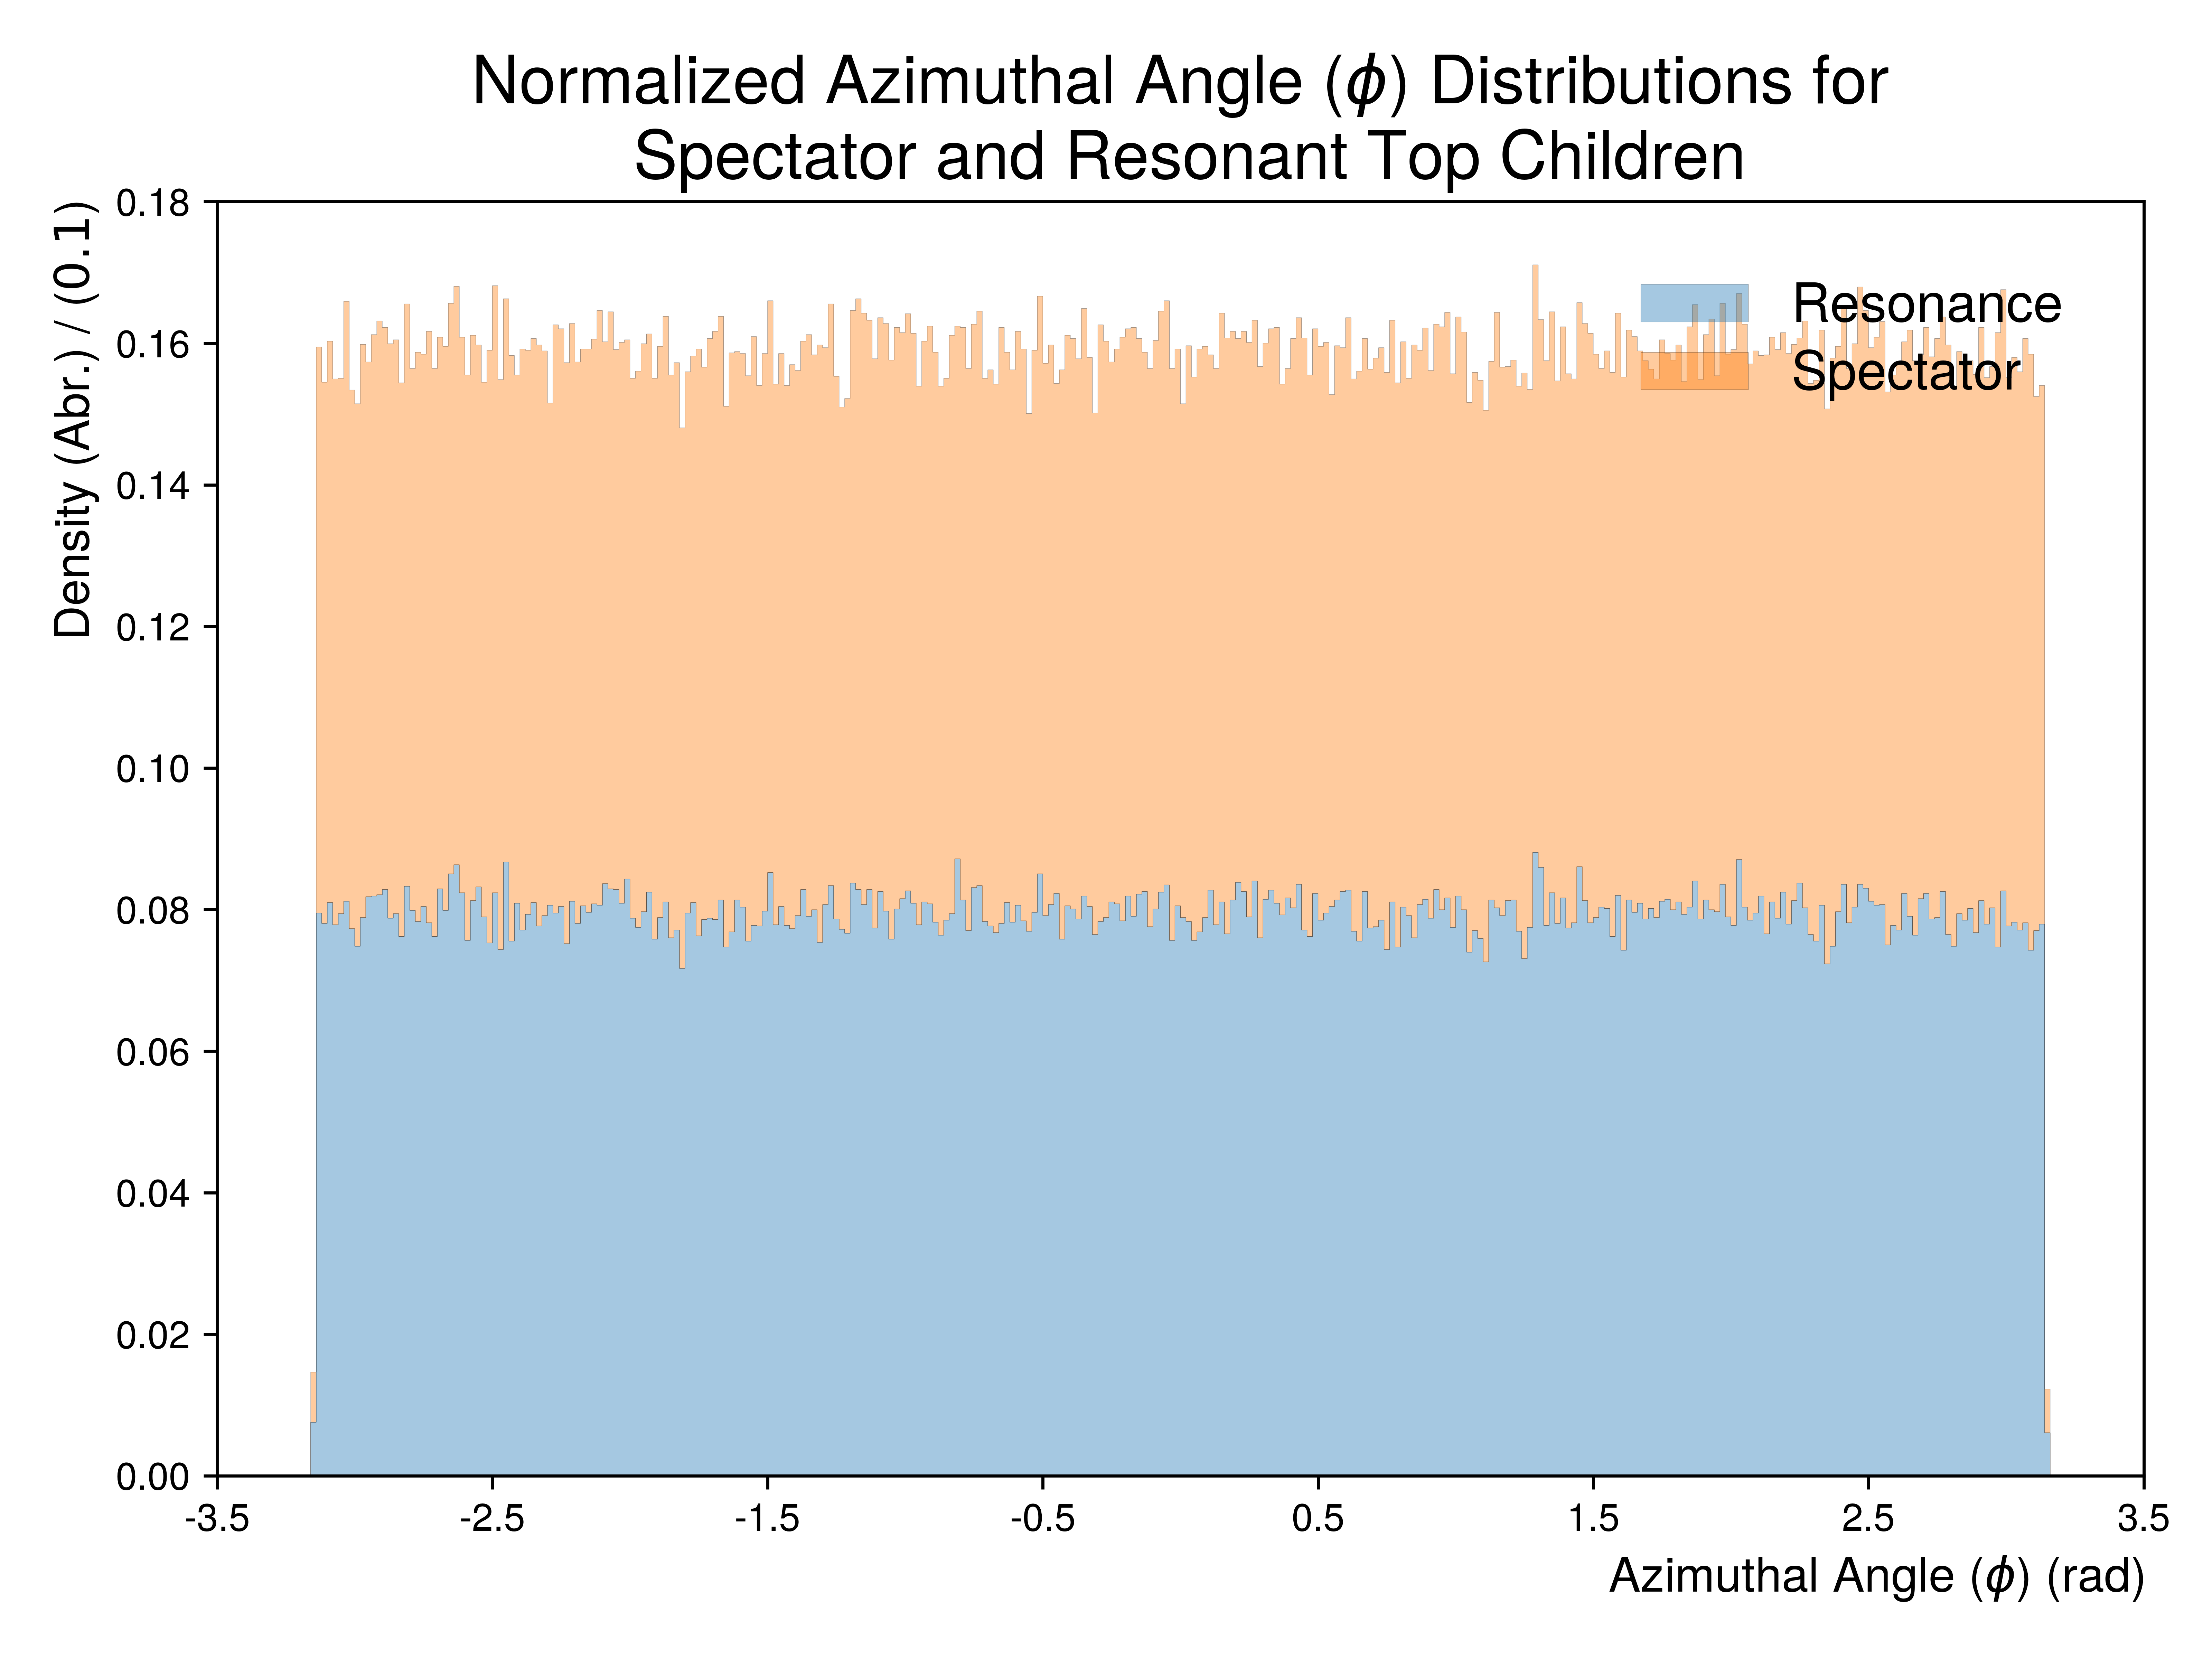 Normalized Azimuthal Angle (ϕ) Distributions for
Spectator and Resonant Top Children
Density (Abr.) / (0.1)
0.18
0.16
0.14
0.12
0.10
0.08
0.06
0.04
0.02
0.00
Resonance
Spectator
-3.5 -2.5 -1.5 -0.5 0.5 1.5 2.5 3.5
Azimuthal Angle (ϕ) (rad)